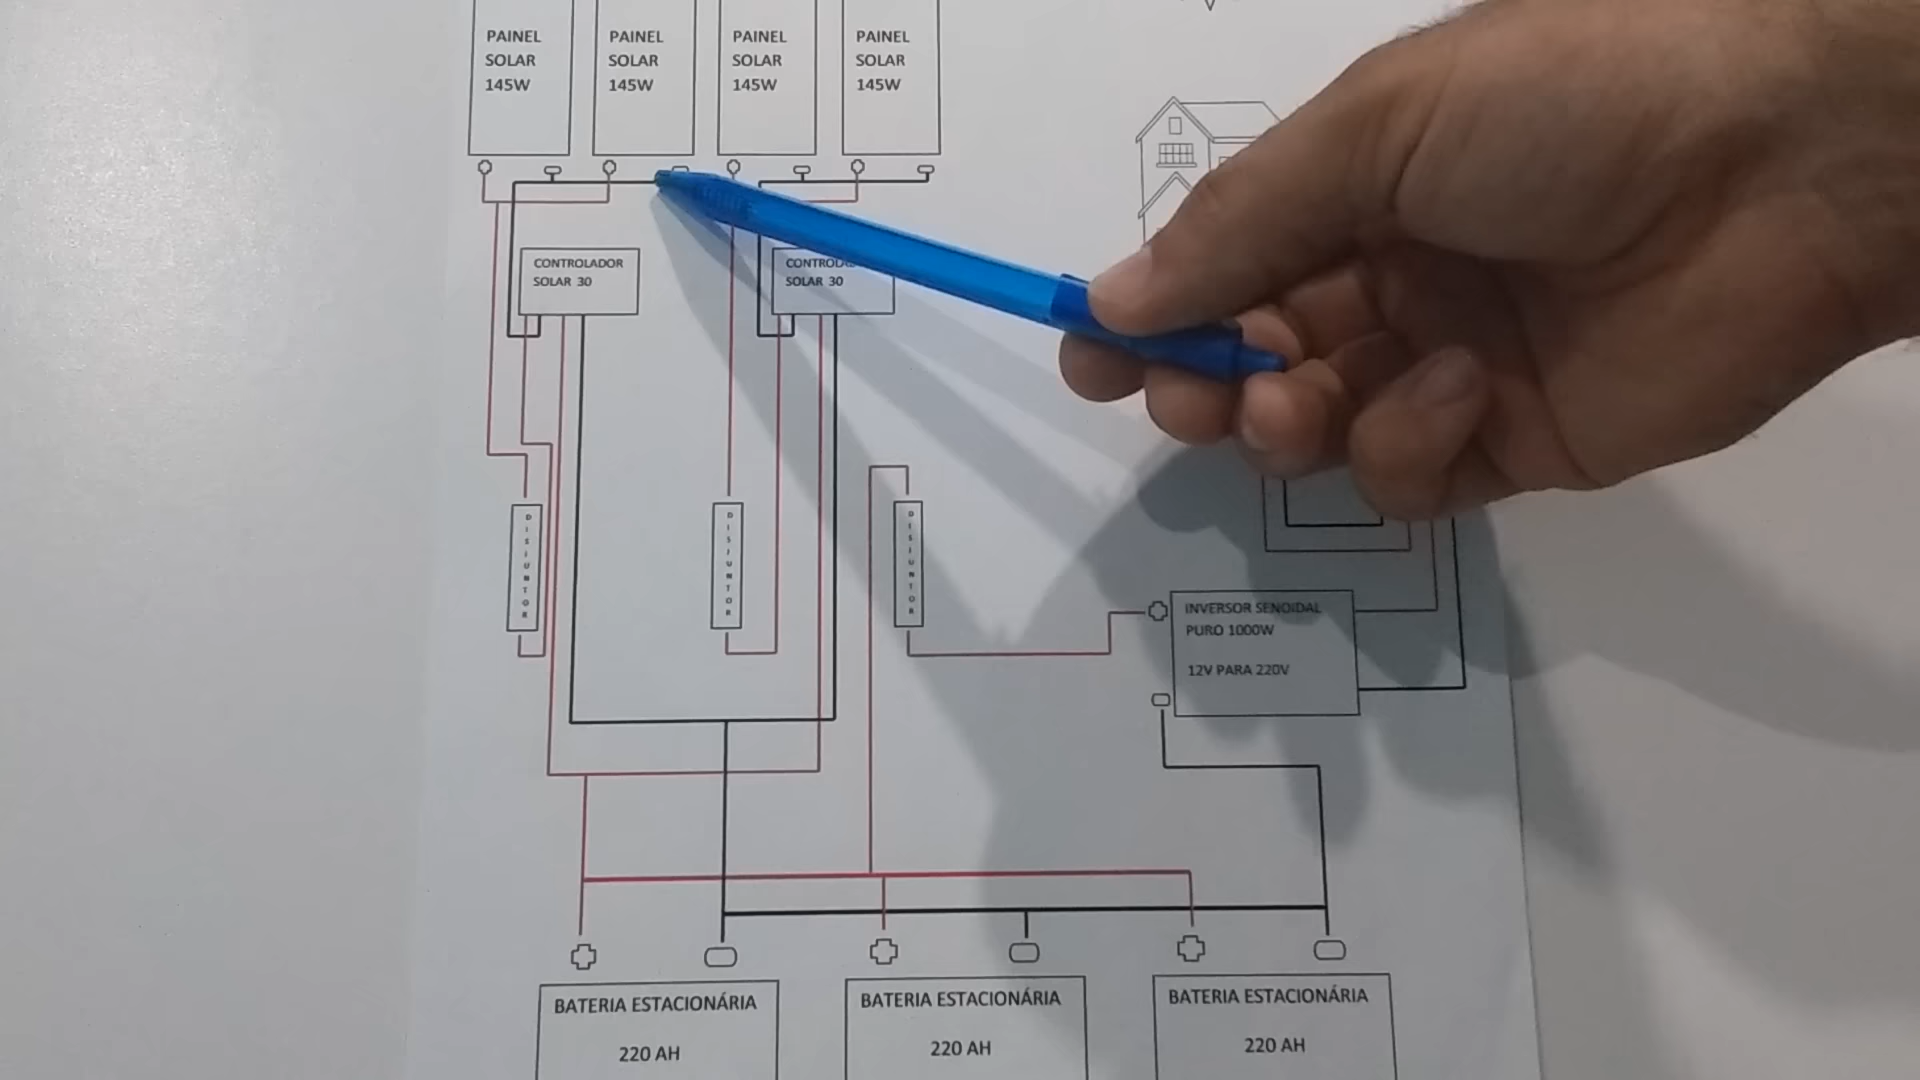 PAINEL
SOLAR
145W
PAINEL
SOLAR
145W
PAINEL
SOLAR
145W
PAINEL
SOLAR
145W
CONTROLADOR
SOLAR 30
SOLAR 30
DISJUNTOR
DISJUNTOR
DISJUNTOR
INVERSOR SENOIDAL
PURO 1000W
12V PARA 220V
BATERIA ESTACIONÁRIA
220 AH
BATERIA ESTACIONÁRIA
220 AH
BATERIA ESTACIONÁRIA
220 AH